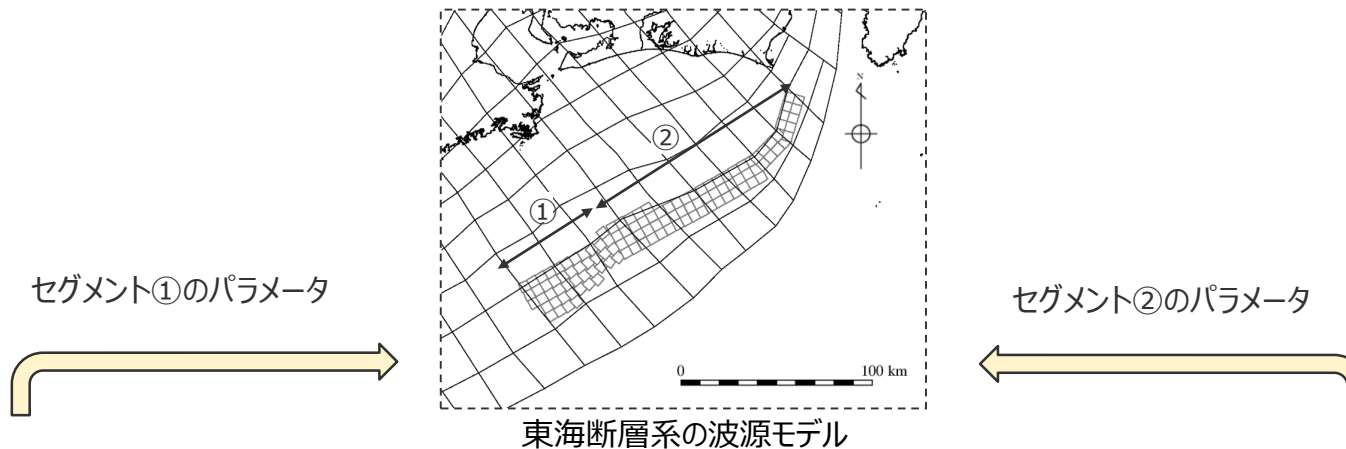 N
②
①
セグメント①のパラメータ
セグメント②のパラメータ
0 100 km
東海断層系の波源モデル